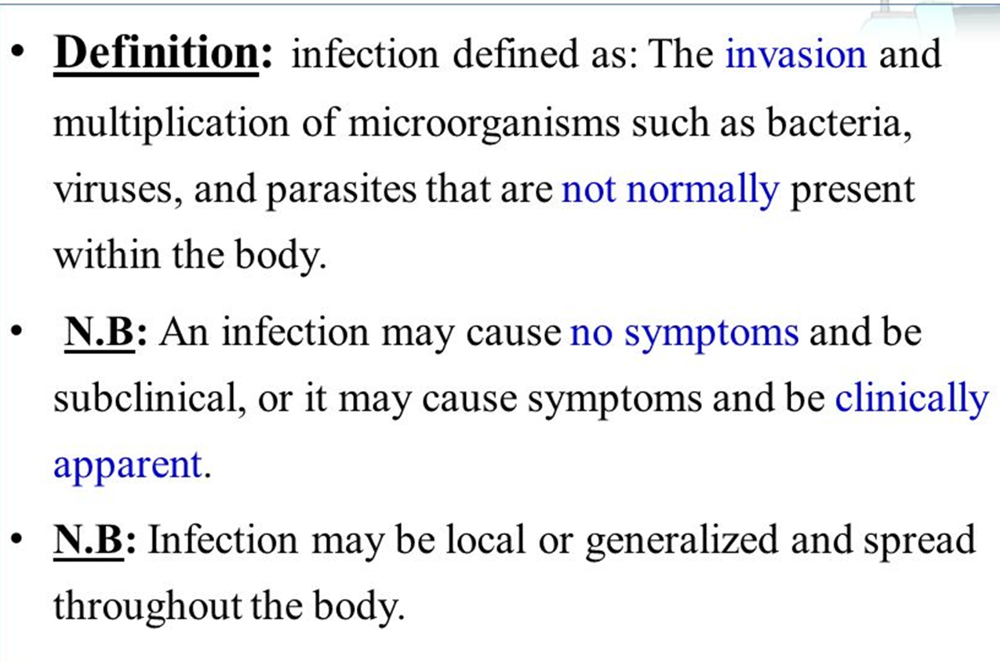 • Definition: infection defined as: The invasion and
multiplication of microorganisms such as bacteria,
viruses, and parasites that are not normally present
within the body.
• N.B: An infection may cause no symptoms and be
subclinical, or it may cause symptoms and be clinically
apparent.
• N.B: Infection may be local or generalized and spread
throughout the body.